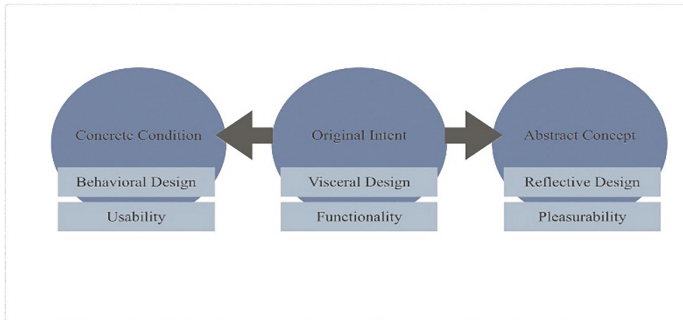 Concrete Condition
Original Intent
Abstract Concept
Behavioral Design
Visceral Design
Reflective Design
Usability
Functionality
Pleasurability